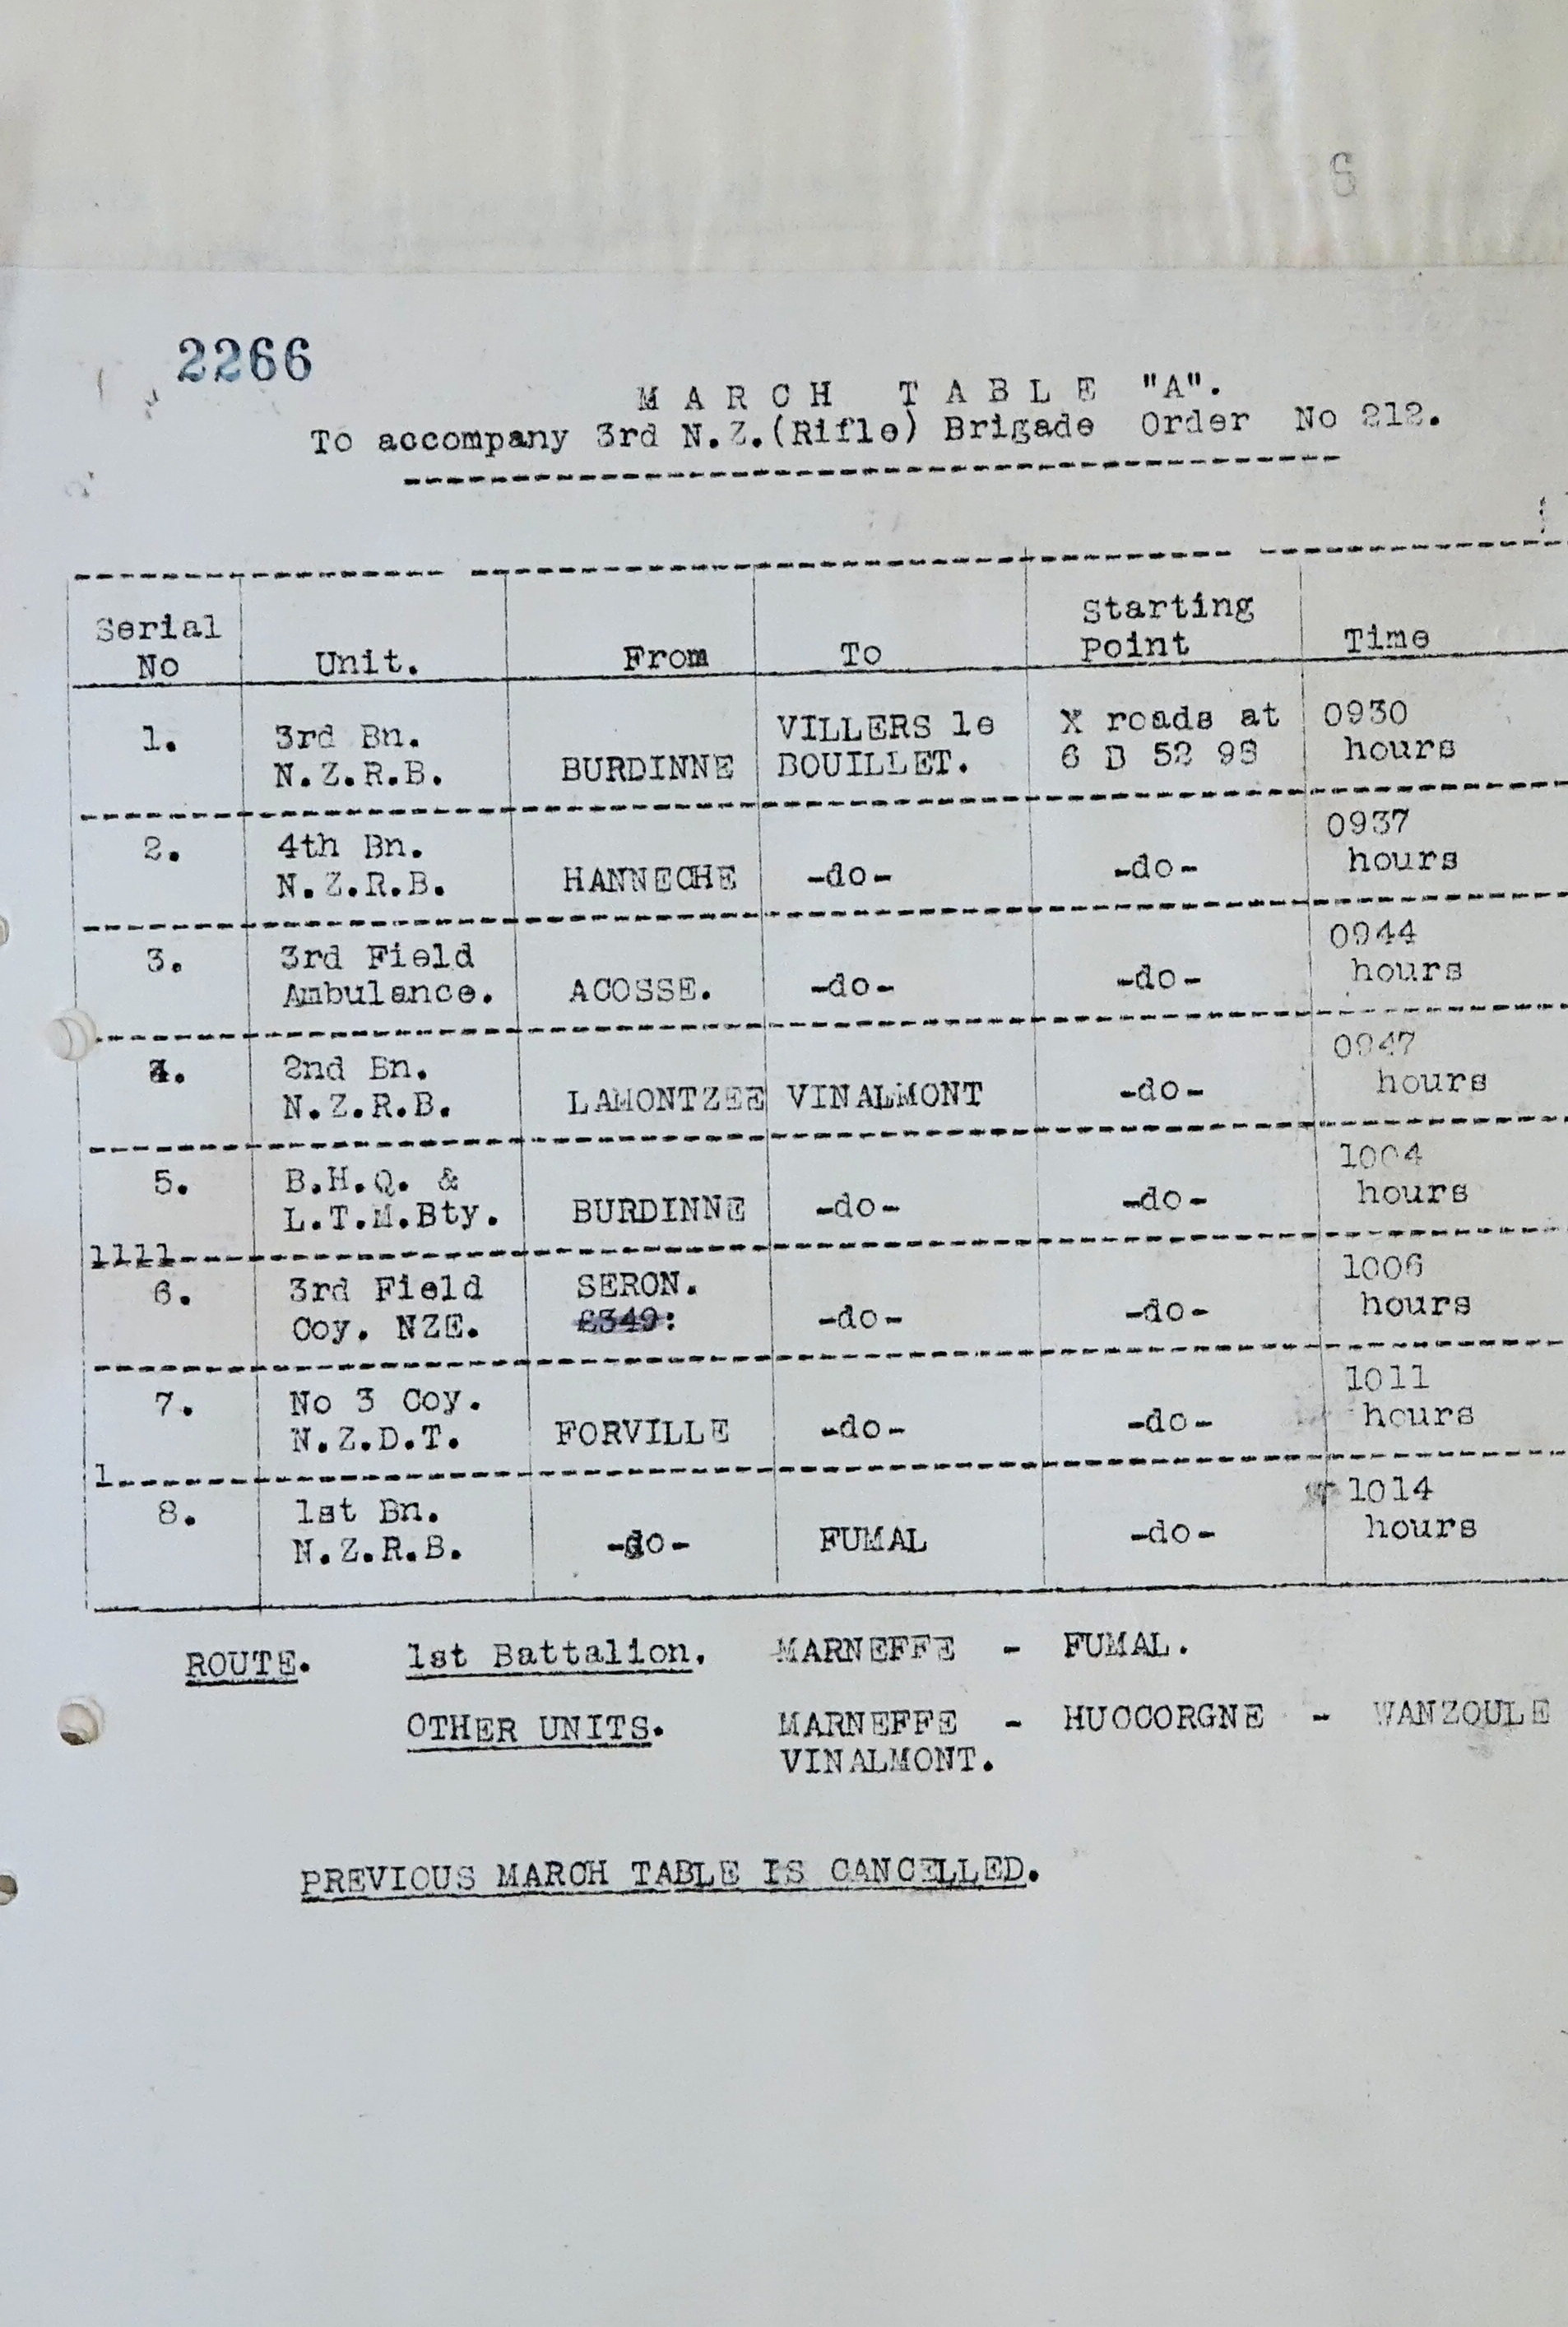 2266
MARCH TABLE "A".
To accompany 3rd N.Z.(Rifle) Brigade Order No 212.
Serial No Unit. From To Starting Point Time
1. 3rd Bn. VILLERS le X roads at 0930
N.Z.R.B. BURDINNE BOUILLET. 6 D 52 98 hours
2. 4th Bn. 0937
N.Z.R.B. HANNECHE -do- -do- hours
3. 3rd Field 0944
Ambulance. ACOSSE. -do- -do- hours
4. 2nd Bn. 0947
N.Z.R.B. LAMONTZEE VINALMONT -do- hours
5. B.H.Q. & 1004
L.T.M.Bty. BURDINNE -do- -do- hours
1111
6. 3rd Field SERON. 1006
Coy. NZE. £349: -do- -do- hours
7. No 3 Coy. 1011
N.Z.D.T. FORVILLE -do- -do- hours
1
8. 1st Bn. 1014
N.Z.R.B. -do- FUMAL -do- hours
ROUTE. 1st Battalion. MARNEFFE - FUMAL.
OTHER UNITS. MARNEFFE - HUCCORGNE - WANZOULE
VINALMONT.
PREVIOUS MARCH TABLE IS CANCELLED.